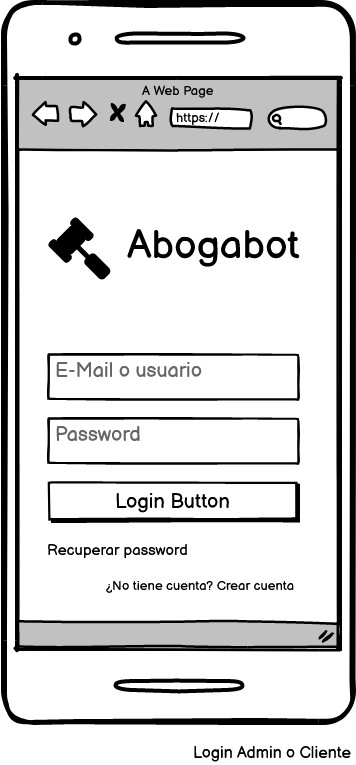 A Web Page
https://
Abogabot
E-Mail o usuario
Password
Login Button
Recuperar password
¿No tiene cuenta? Crear cuenta
Login Admin o Cliente